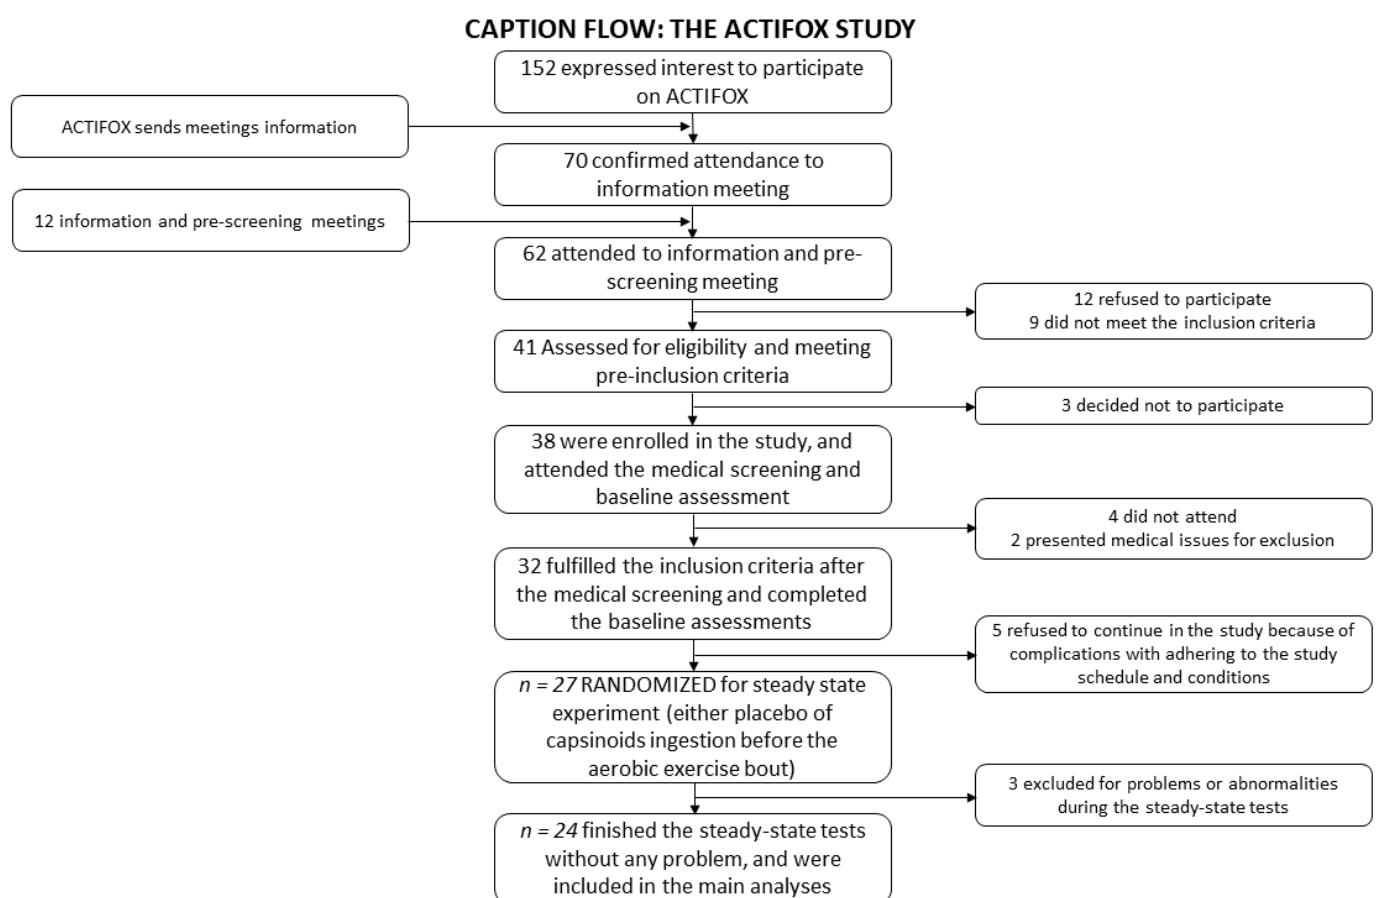 CAPTION FLOW: THE ACTIFOX STUDY
152 expressed interest to participate
on ACTIFOX
ACTIFOX sends meetings information
70 confirmed attendance to
information meeting
12 information and pre-screening meetings
62 attended to information and pre-
screening meeting
12 refused to participate
9 did not meet the inclusion criteria
41 Assessed for eligibility and meeting
pre-inclusion criteria
3 decided not to participate
38 were enrolled in the study, and
attended the medical screening and
baseline assessment
4 did not attend
2 presented medical issues for exclusion
32 fulfilled the inclusion criteria after
the medical screening and completed
the baseline assessments
5 refused to continue in the study because of
complications with adhering to the study
schedule and conditions
n = 27 RANDOMIZED for steady state
experiment (either placebo of
capsinoids ingestion before the
aerobic exercise bout)
3 excluded for problems or abnormalities
during the steady-state tests
n = 24 finished the steady-state tests
without any problem, and were
included in the main analyses